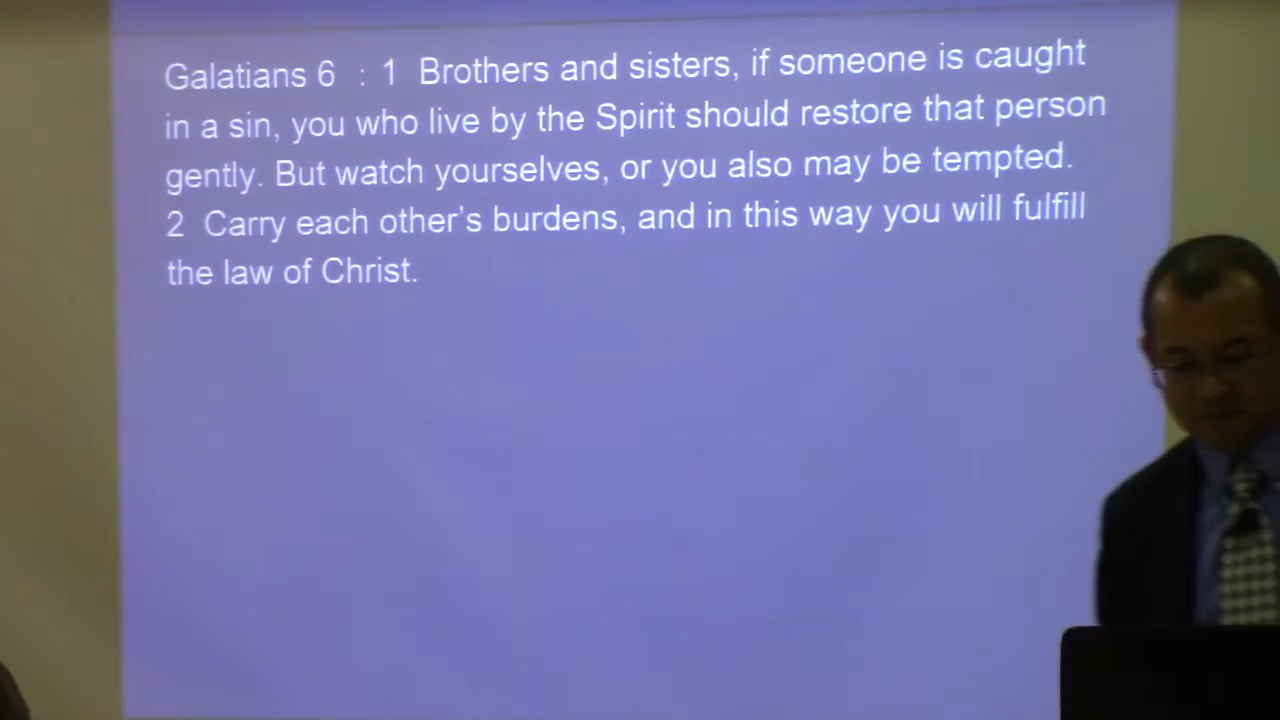 Galatians 6 : 1 Brothers and sisters, if someone is caught
in a sin, you who live by the Spirit should restore that person
gently. But watch yourselves, or you also may be tempted.
2 Carry each other’s burdens, and in this way you will fulfill
the law of Christ.